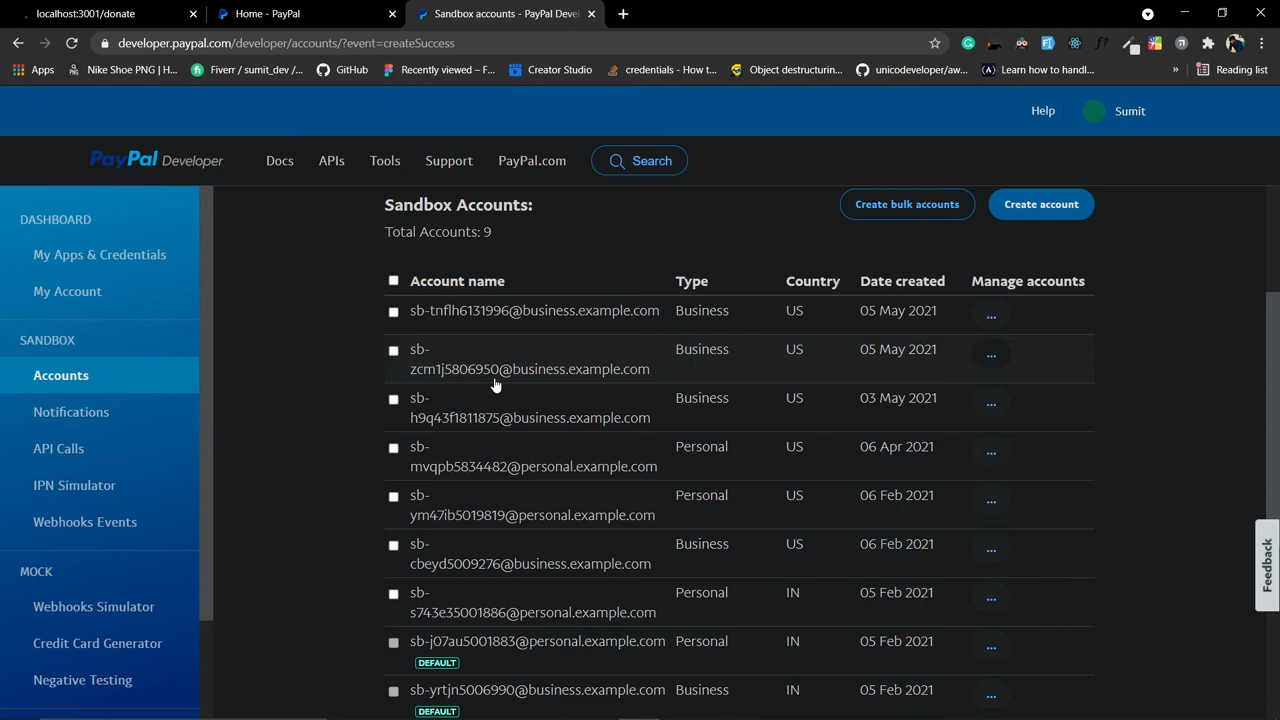 localhost:3001/donate
Home - PayPal
Sandbox accounts - PayPal Devel
developer.paypal.com/developer/accounts/?event=createSuccess
Apps
Nike Shoe PNG | H...
Fiverr / sumit_dev /...
GitHub
Recently viewed – F...
Creator Studio
credentials - How t...
Object destructurin...
unicodeveloper/aw...
Learn how to handl...
»
Reading list
Help
Sumit
PayPal Developer
Docs
APIs
Tools
Support
PayPal.com
Search
DASHBOARD
My Apps & Credentials
My Account
SANDBOX
Accounts
Notifications
API Calls
IPN Simulator
Webhooks Events
MOCK
Webhooks Simulator
Credit Card Generator
Negative Testing
Sandbox Accounts:
Create bulk accounts
Create account
Total Accounts: 9
Account name Type Country Date created Manage accounts
sb-tnflh6131996@business.example.com Business US 05 May 2021 ...
sb-
zcm1j5806950@business.example.com Business US 05 May 2021 ...
sb-
h9q43f1811875@business.example.com Business US 03 May 2021 ...
sb-
mvqpb5834482@personal.example.com Personal US 06 Apr 2021 ...
sb-
ym47ib5019819@personal.example.com Personal US 06 Feb 2021 ...
sb-
cbeyd5009276@business.example.com Business US 06 Feb 2021 ...
sb-
s743e35001886@personal.example.com Personal IN 05 Feb 2021 ...
sb-j07au5001883@personal.example.com Personal IN 05 Feb 2021 ...
DEFAULT
sb-yrtjn5006990@business.example.com Business IN 05 Feb 2021 ...
DEFAULT
Feedback